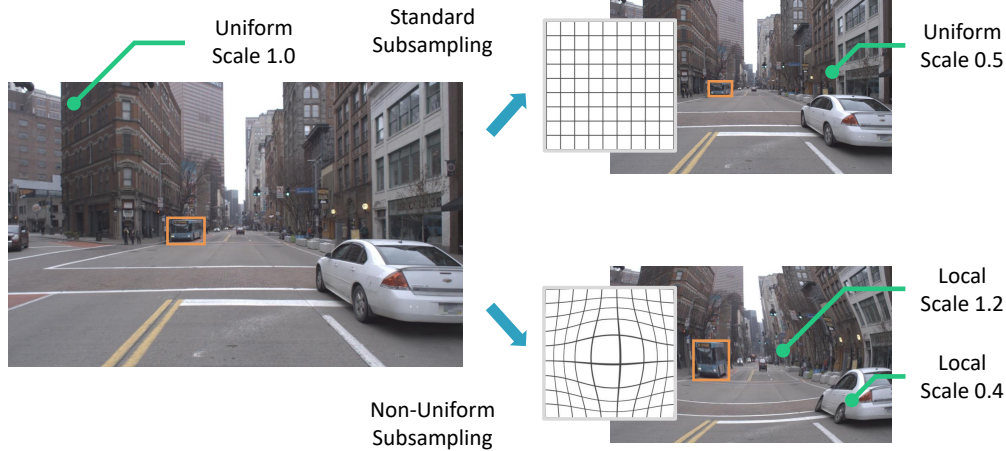 Uniform
Scale 1.0
Standard
Subsampling
Uniform
Scale 0.5
Local
Scale 1.2
Local
Scale 0.4
Non-Uniform
Subsampling